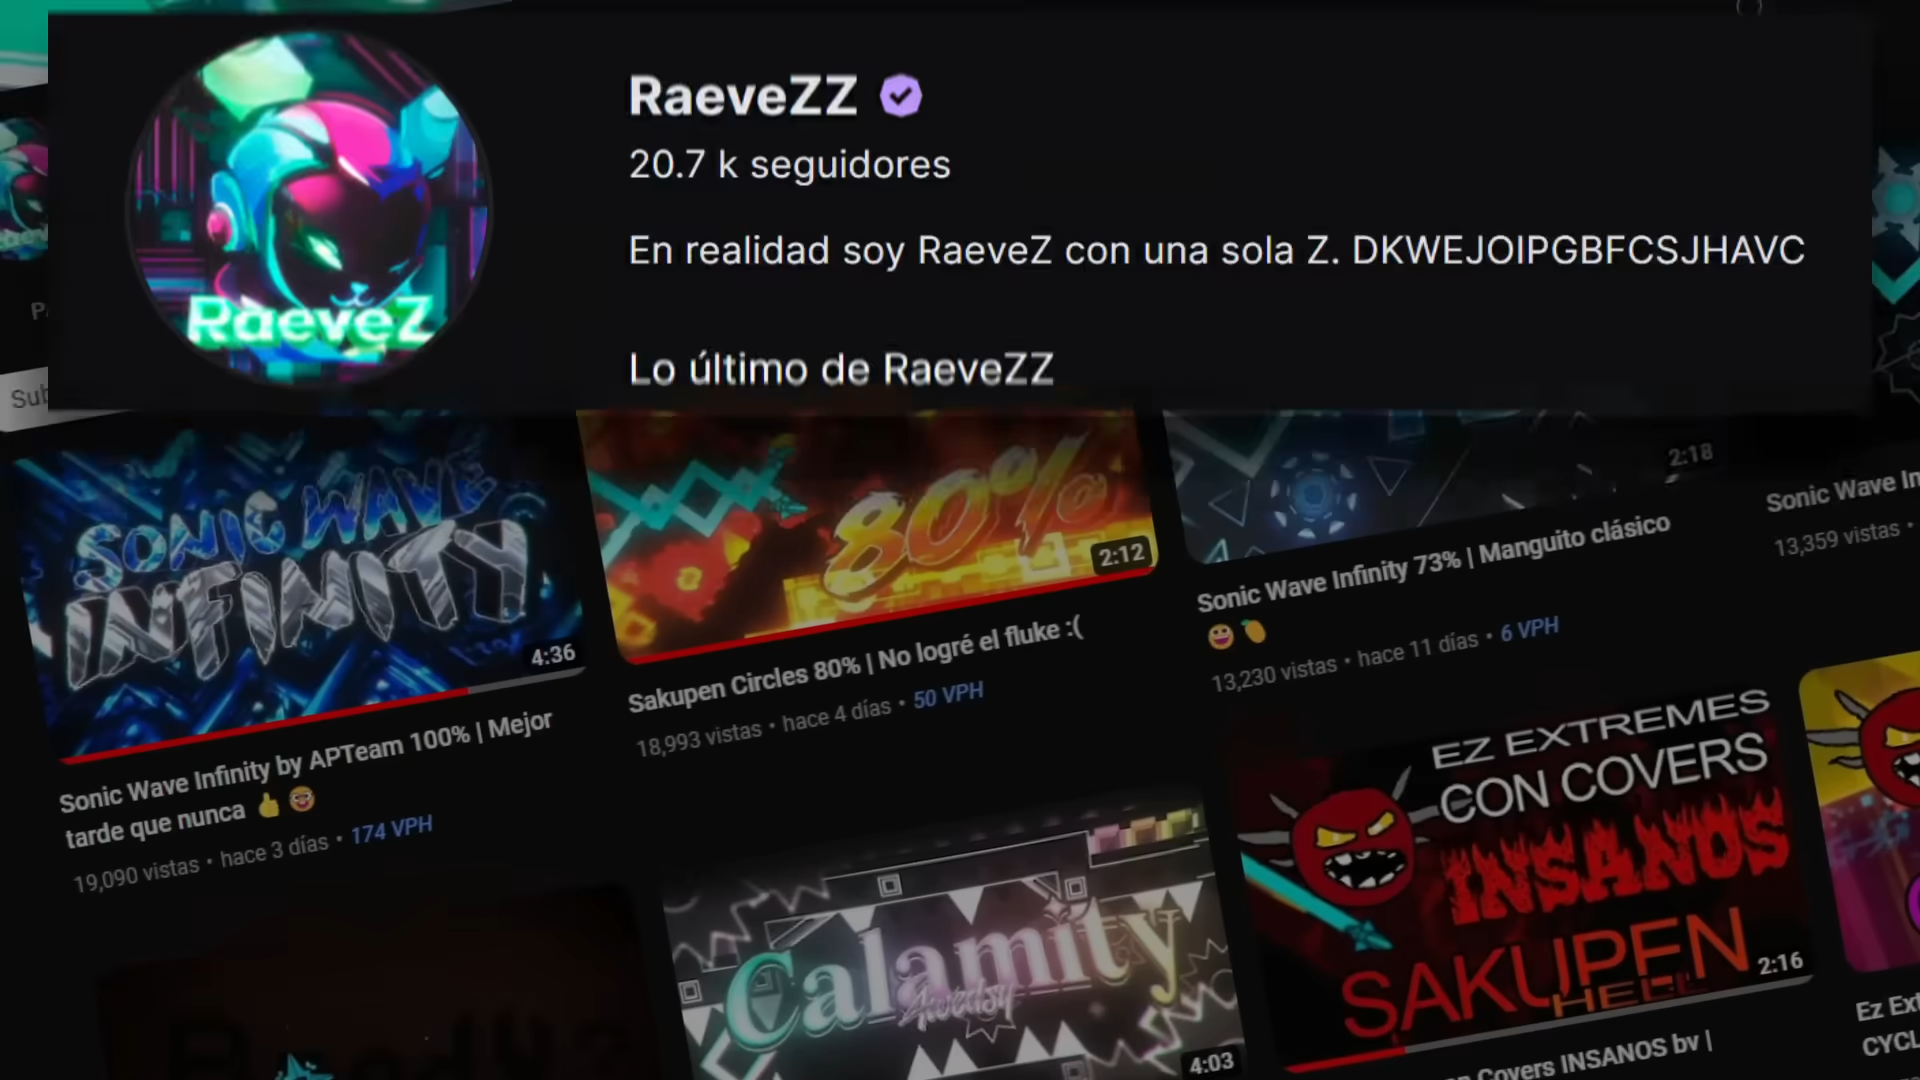 RaeveZZ
20.7 k seguidores
En realidad soy RaeveZ con una sola Z. DKWEJOIPGBFCSJHAVC
RaeveZ
Lo último de RaeveZZ
Sub
SONIC WAVE
INFINITY
4:36
Sonic Wave Infinity by APTeam 100% | Mejor
tarde que nunca 👍 🤡
19,090 vistas • hace 3 días • 174 VPH
80%
2:12
Sakupen Circles 80% | No logré el fluke :(
18,993 vistas • hace 4 días • 50 VPH
2:18
Sonic Wave Infinity 73% | Manguito clásico
😀 🥭
13,230 vistas • hace 11 días • 6 VPH
Sonic Wave In
13,359 vistas •
Calamity
4:03
EZ EXTREMES
CON COVERS
INSANOS
SAKUPEN
HELL
2:16
Covers INSANOS bv |
Ez Ext
CYCL